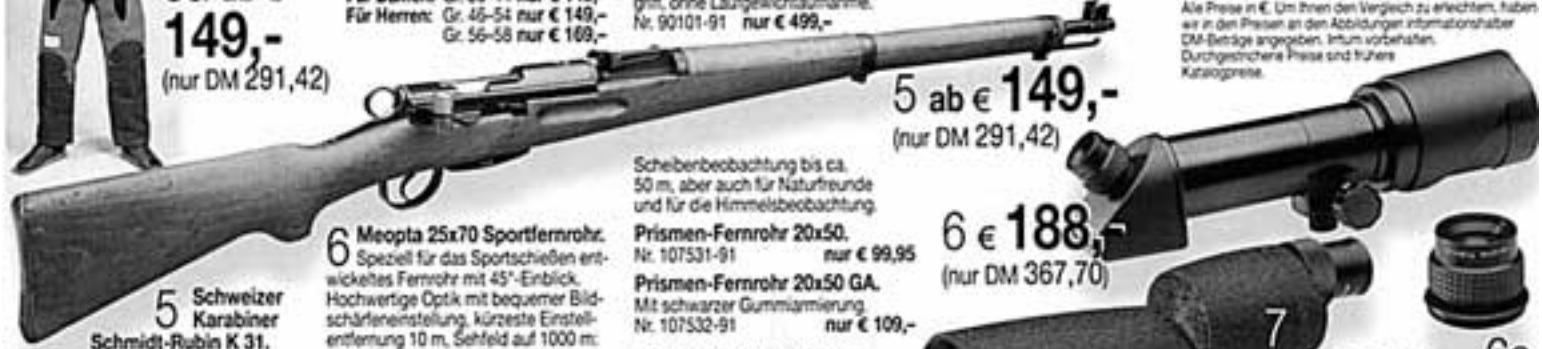 149,-
(nur DM 291,42)
Für Herren: Gr. 46-54 nur € 149,-
Gr. 56-58 nur € 169,-
griff, ohne Laufgewichtaufnahme.
Nr. 90101-91 nur € 499,-
Alle Preise in €. Um Ihnen den Vergleich zu erleichtern, haben
wir in den Preisen an den Abbildungen informationshalber
DM-Beträge angegeben. Irrtum vorbehalten.
Durchgestrichene Preise sind frühere
Katalogpreise.
5 ab € 149,-
(nur DM 291,42)
5 Schweizer
Karabiner
Schmidt-Rubin K 31.
6 Meopta 25x70 Sportfernrohr.
Speziell für das Sportschießen ent-
wickeltes Fernrohr mit 45°-Einblick.
Hochwertige Optik mit bequemer Bild-
schärfeneinstellung, kürzeste Einstell-
entfernung 10 m, Sehfeld auf 1000 m:
Scheibenbeobachtung bis ca.
50 m, aber auch für Naturfreunde
und für die Himmelsbeobachtung.
Prismen-Fernrohr 20x50.
Nr. 107531-91 nur € 99,95
Prismen-Fernrohr 20x50 GA.
Mit schwarzer Gummiarmierung.
Nr. 107532-91 nur € 109,-
6 € 188,-
(nur DM 367,70)
7